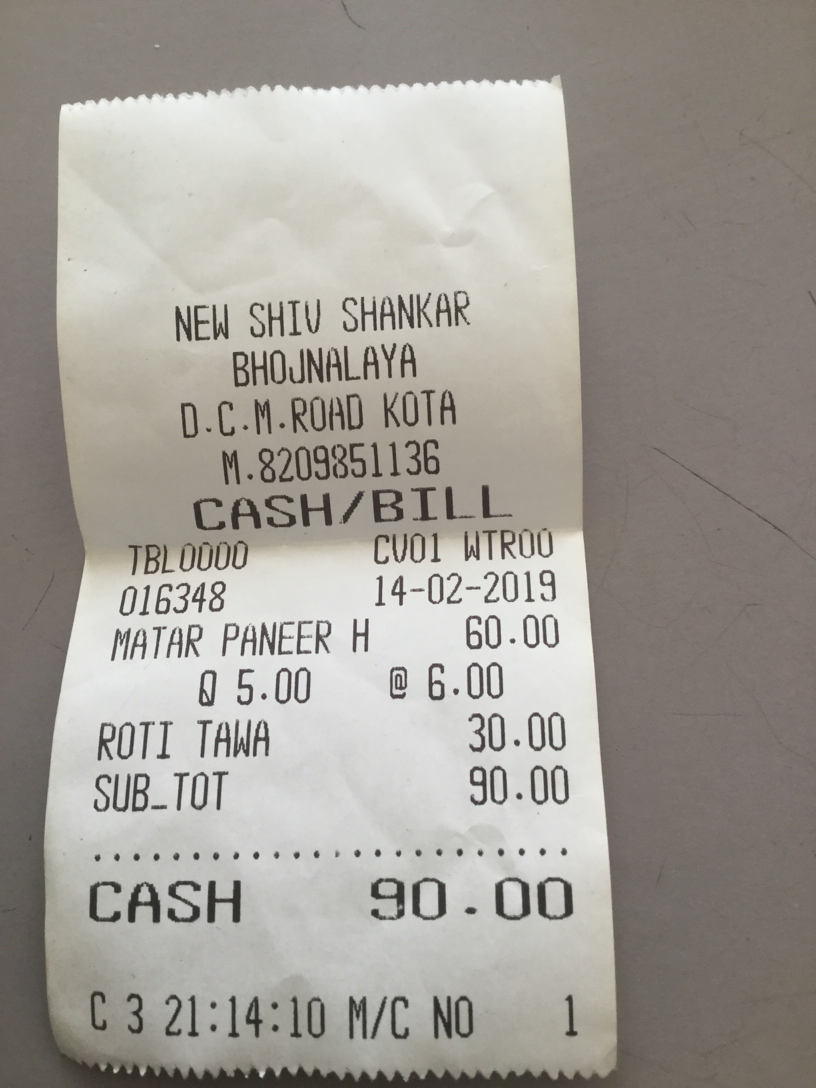 NEW SHIV SHANKAR
BHOJNALAYA
D.C.M.ROAD KOTA
M.8209851136
CASH/BILL
TBL0000 CV01 WTR00
016348 14-02-2019
MATAR PANEER H 60.00
Q 5.00 @ 6.00
ROTI TAWA 30.00
SUB_TOT 90.00
........................
CASH 90.00
C 3 21:14:10 M/C NO 1